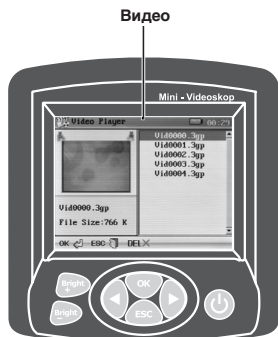 Видео
Mini - Videoskop
Video Player 00:29
Vid0000.3gp
Vid0001.3gp
Vid0002.3gp
Vid0003.3gp
Vid0004.3gp
Vid0000.3gp
File Size:766 K
OK ESC DEL
Bright +
OK
Bright -
ESC